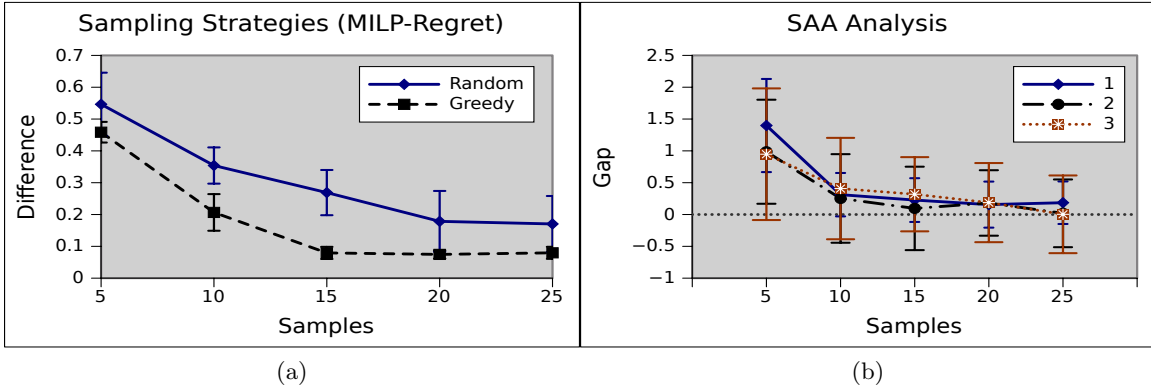 Sampling Strategies (MILP-Regret)
0.7
0.6
0.5
0.4
0.3
0.2
0.1
0
Difference
Random
Greedy
5
10
15
20
25
Samples
(a)
SAA Analysis
2.5
2
1.5
1
0.5
0
−0.5
−1
Gap
1
2
3
5
10
15
20
25
Samples
(b)